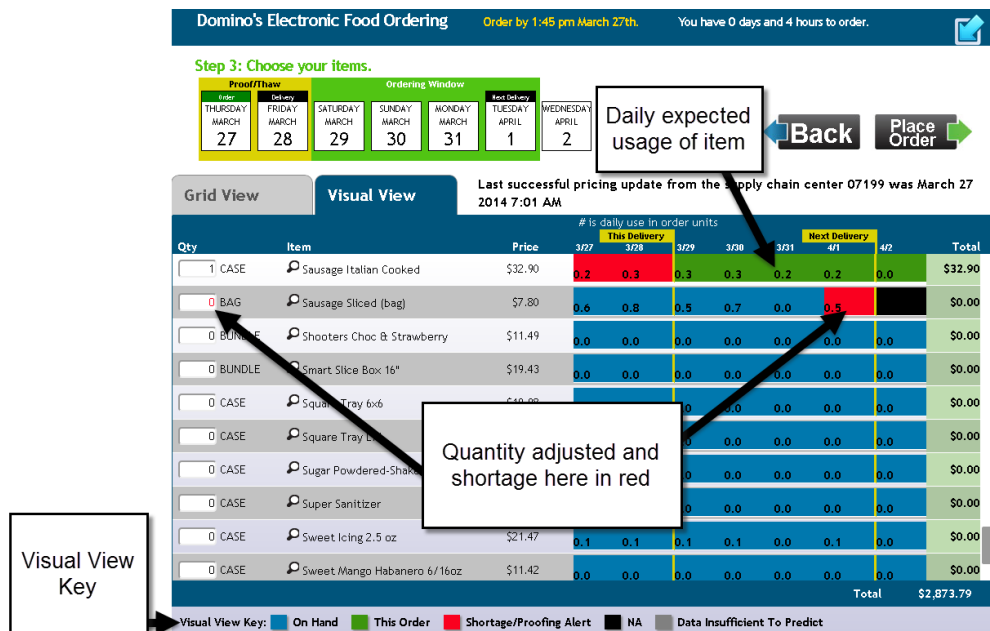 Domino's Electronic Food Ordering Order by 1:45 pm March 27th. You have 0 days and 4 hours to order.
Step 3: Choose your items.
Proof/Thaw Ordering Window
Order Delivery Next Delivery
THURSDAY FRIDAY SATURDAY SUNDAY MONDAY TUESDAY WEDNESDAY
MARCH MARCH MARCH MARCH MARCH APRIL APRIL
27 28 29 30 31 1 2
Daily expected
usage of item
Back
Place
Order
Grid View Visual View
Last successful pricing update from the supply chain center 07199 was March 27
2014 7:01 AM
# is daily use in order units
This Delivery Next Delivery
Qty Item Price 3/27 3/28 3/29 3/30 3/31 4/1 4/2 Total
1 CASE Sausage Italian Cooked $32.90 0.2 0.3 0.3 0.3 0.2 0.2 0.0 $32.90
0 BAG Sausage Sliced (bag) $7.80 0.6 0.8 0.5 0.7 0.0 0.5 $0.00
0 BUNDLE Shooters Choc & Strawberry $11.49 0.0 0.0 0.0 0.0 0.0 0.0 0.0 $0.00
0 BUNDLE Smart Slice Box 16" $19.43 0.0 0.0 0.0 0.0 0.0 0.0 0.0 $0.00
0 CASE Square Tray 6x6 0.0 0.0 0.0 0.0 $0.00
0 CASE Square Tray 0.0 0.0 0.0 0.0 $0.00
0 CASE Sugar Powdered-Shake 0.0 0.0 0.0 0.0 $0.00
0 CASE Super Sanitizer 0.0 0.0 0.0 0.0 $0.00
0 CASE Sweet Icing 2.5 oz $21.47 0.1 0.1 0.1 0.1 0.0 0.1 0.0 $0.00
0 CASE Sweet Mango Habanero 6/16oz $11.42 0.0 0.0 0.0 0.0 0.0 0.0 0.0 $0.00
Quantity adjusted and
shortage here in red
Total $2,873.79
Visual View
Key
Visual View Key: On Hand This Order Shortage/Proofing Alert NA Data Insufficient To Predict